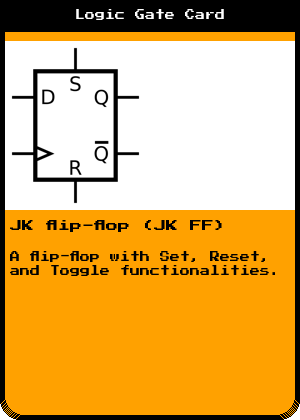 Logic Gate Card
S
D Q
Q̅
R
JK flip-flop (JK FF)
A flip-flop with Set, Reset,
and Toggle functionalities.